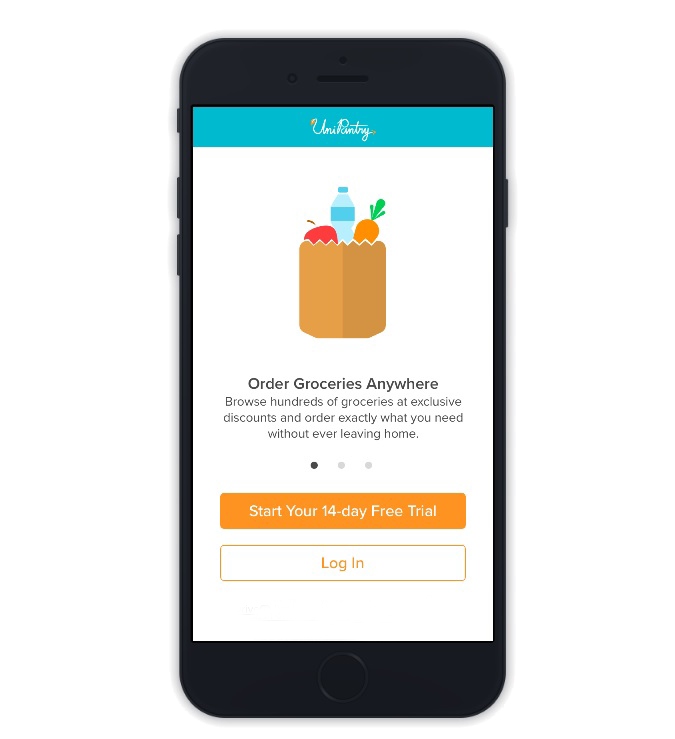 UniPantry
Order Groceries Anywhere
Browse hundreds of groceries at exclusive
discounts and order exactly what you need
without ever leaving home.
Start Your 14-day Free Trial
Log In